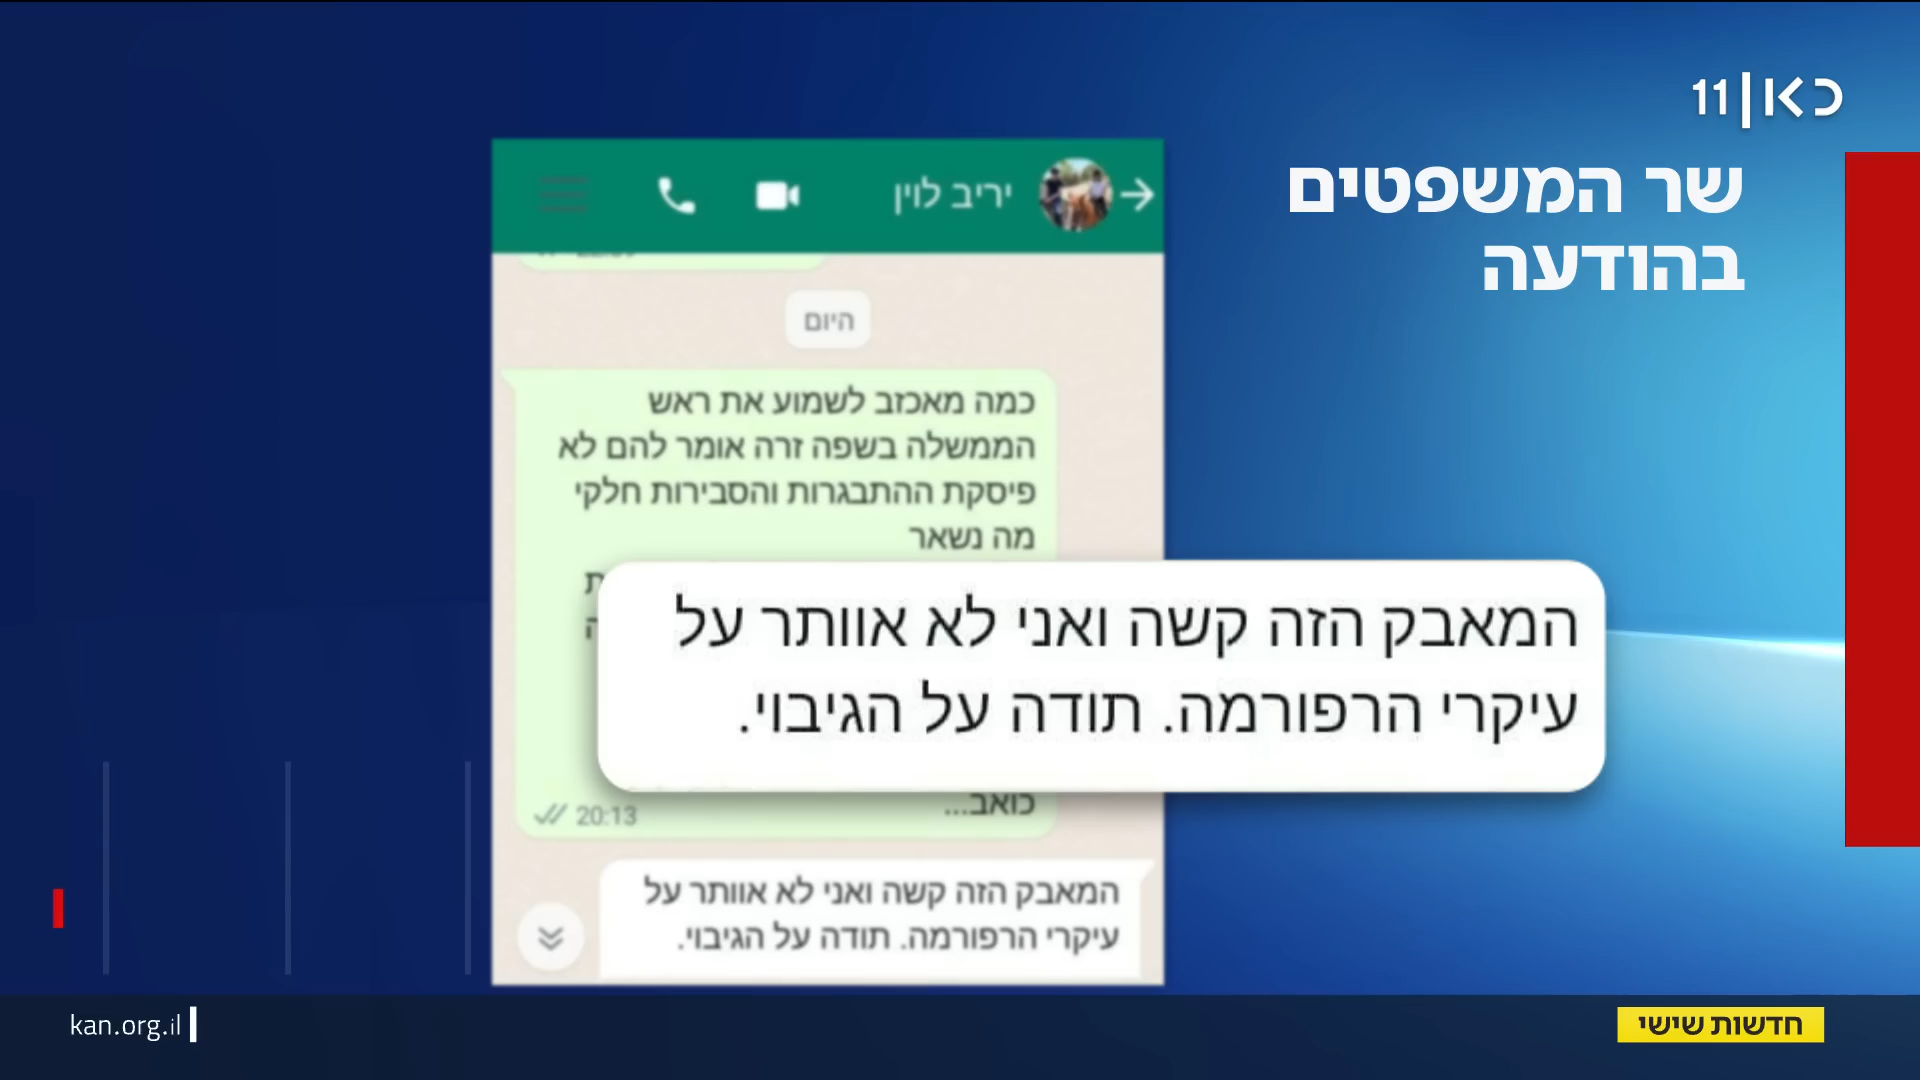 כאן|11
שר המשפטים
בהודעה
יריב לוין
היום
כמה מאכזב לשמוע את ראש
הממשלה בשפה זרה אומר להם לא
פיסקת ההתבגרות והסבירות חלקי
מה נשאר
כואב...
20:13
המאבק הזה קשה ואני לא אוותר על
עיקרי הרפורמה. תודה על הגיבוי.
המאבק הזה קשה ואני לא אוותר על
עיקרי הרפורמה. תודה על הגיבוי.
חדשות שישי
kan.org.il